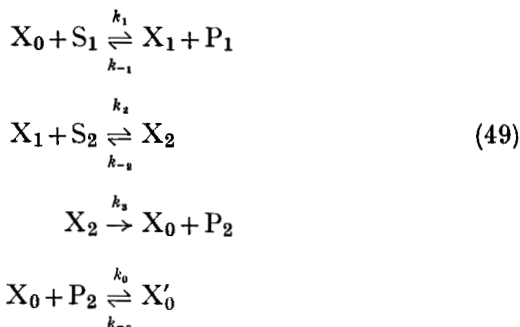 k₁
X₀ + S₁ ⇌ X₁ + P₁
k₋₁
k₂
X₁ + S₂ ⇌ X₂ (49)
k₋₂
k₃
X₂ → X₀ + P₂
k₀
X₀ + P₂ ⇌ X′₀